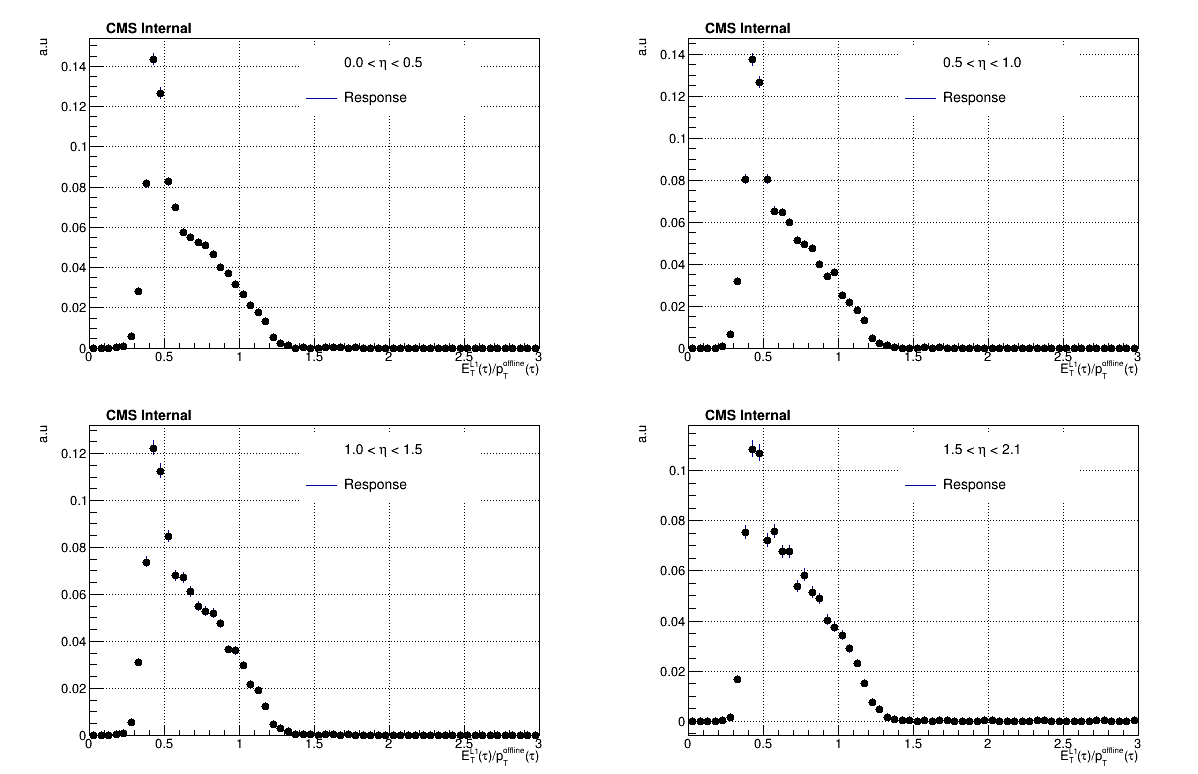 CMS Internal
a.u
0.0 < η < 0.5
Response
0.14
0.12
0.1
0.08
0.06
0.04
0.02
0
0 0.5 1 1.5 2 2.5 3
E_T^L1(τ)/p_T^offline(τ)
CMS Internal
a.u
0.5 < η < 1.0
Response
0.14
0.12
0.1
0.08
0.06
0.04
0.02
0
0 0.5 1 1.5 2 2.5 3
E_T^L1(τ)/p_T^offline(τ)
CMS Internal
a.u
1.0 < η < 1.5
Response
0.12
0.1
0.08
0.06
0.04
0.02
0
0 0.5 1 1.5 2 2.5 3
E_T^L1(τ)/p_T^offline(τ)
CMS Internal
a.u
1.5 < η < 2.1
Response
0.1
0.08
0.06
0.04
0.02
0
0 0.5 1 1.5 2 2.5 3
E_T^L1(τ)/p_T^offline(τ)